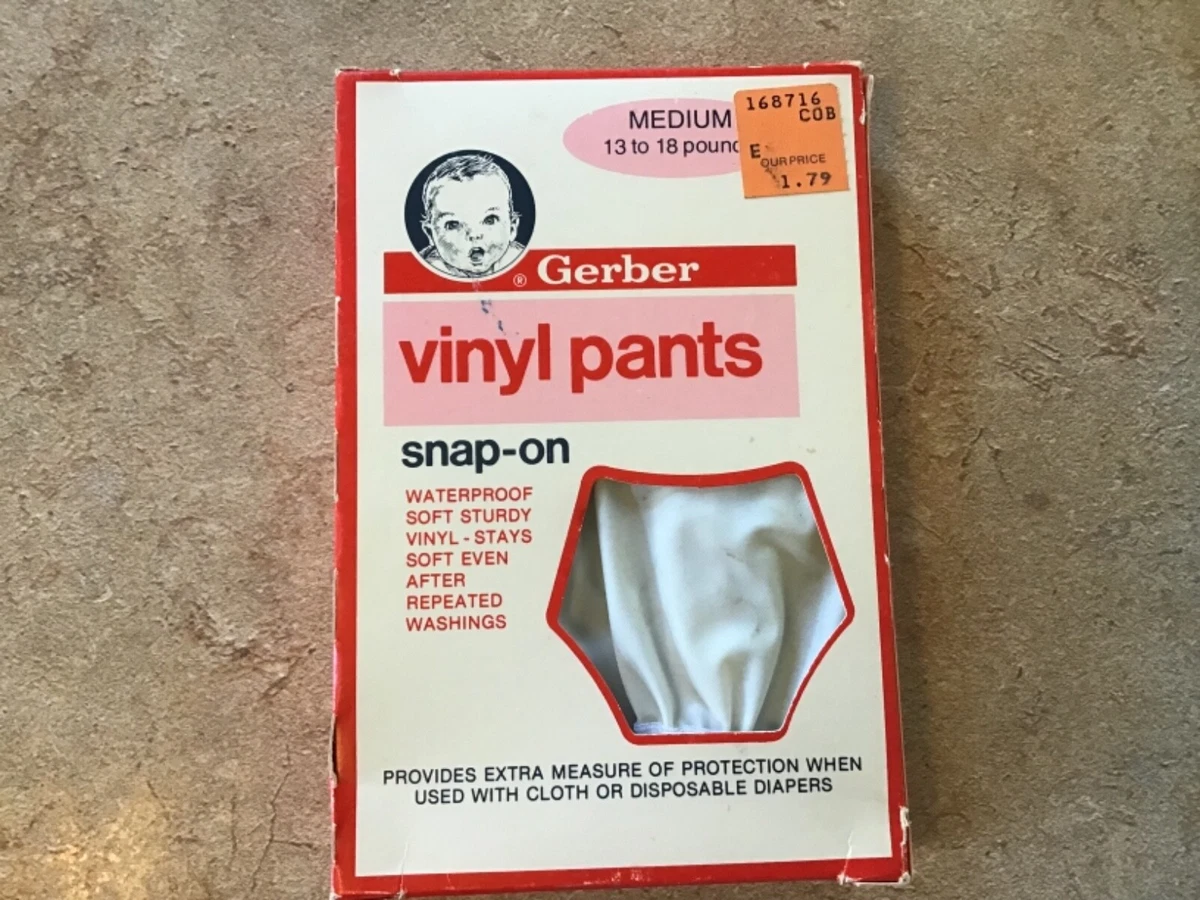 MEDIUM
13 to 18
168716
COB
E
OUR PRICE
1.79
® Gerber
vinyl pants
snap-on
WATERPROOF
SOFT STURDY
VINYL - STAYS
SOFT EVEN
AFTER
REPEATED
WASHINGS
PROVIDES EXTRA MEASURE OF PROTECTION WHEN
USED WITH CLOTH OR DISPOSABLE DIAPERS